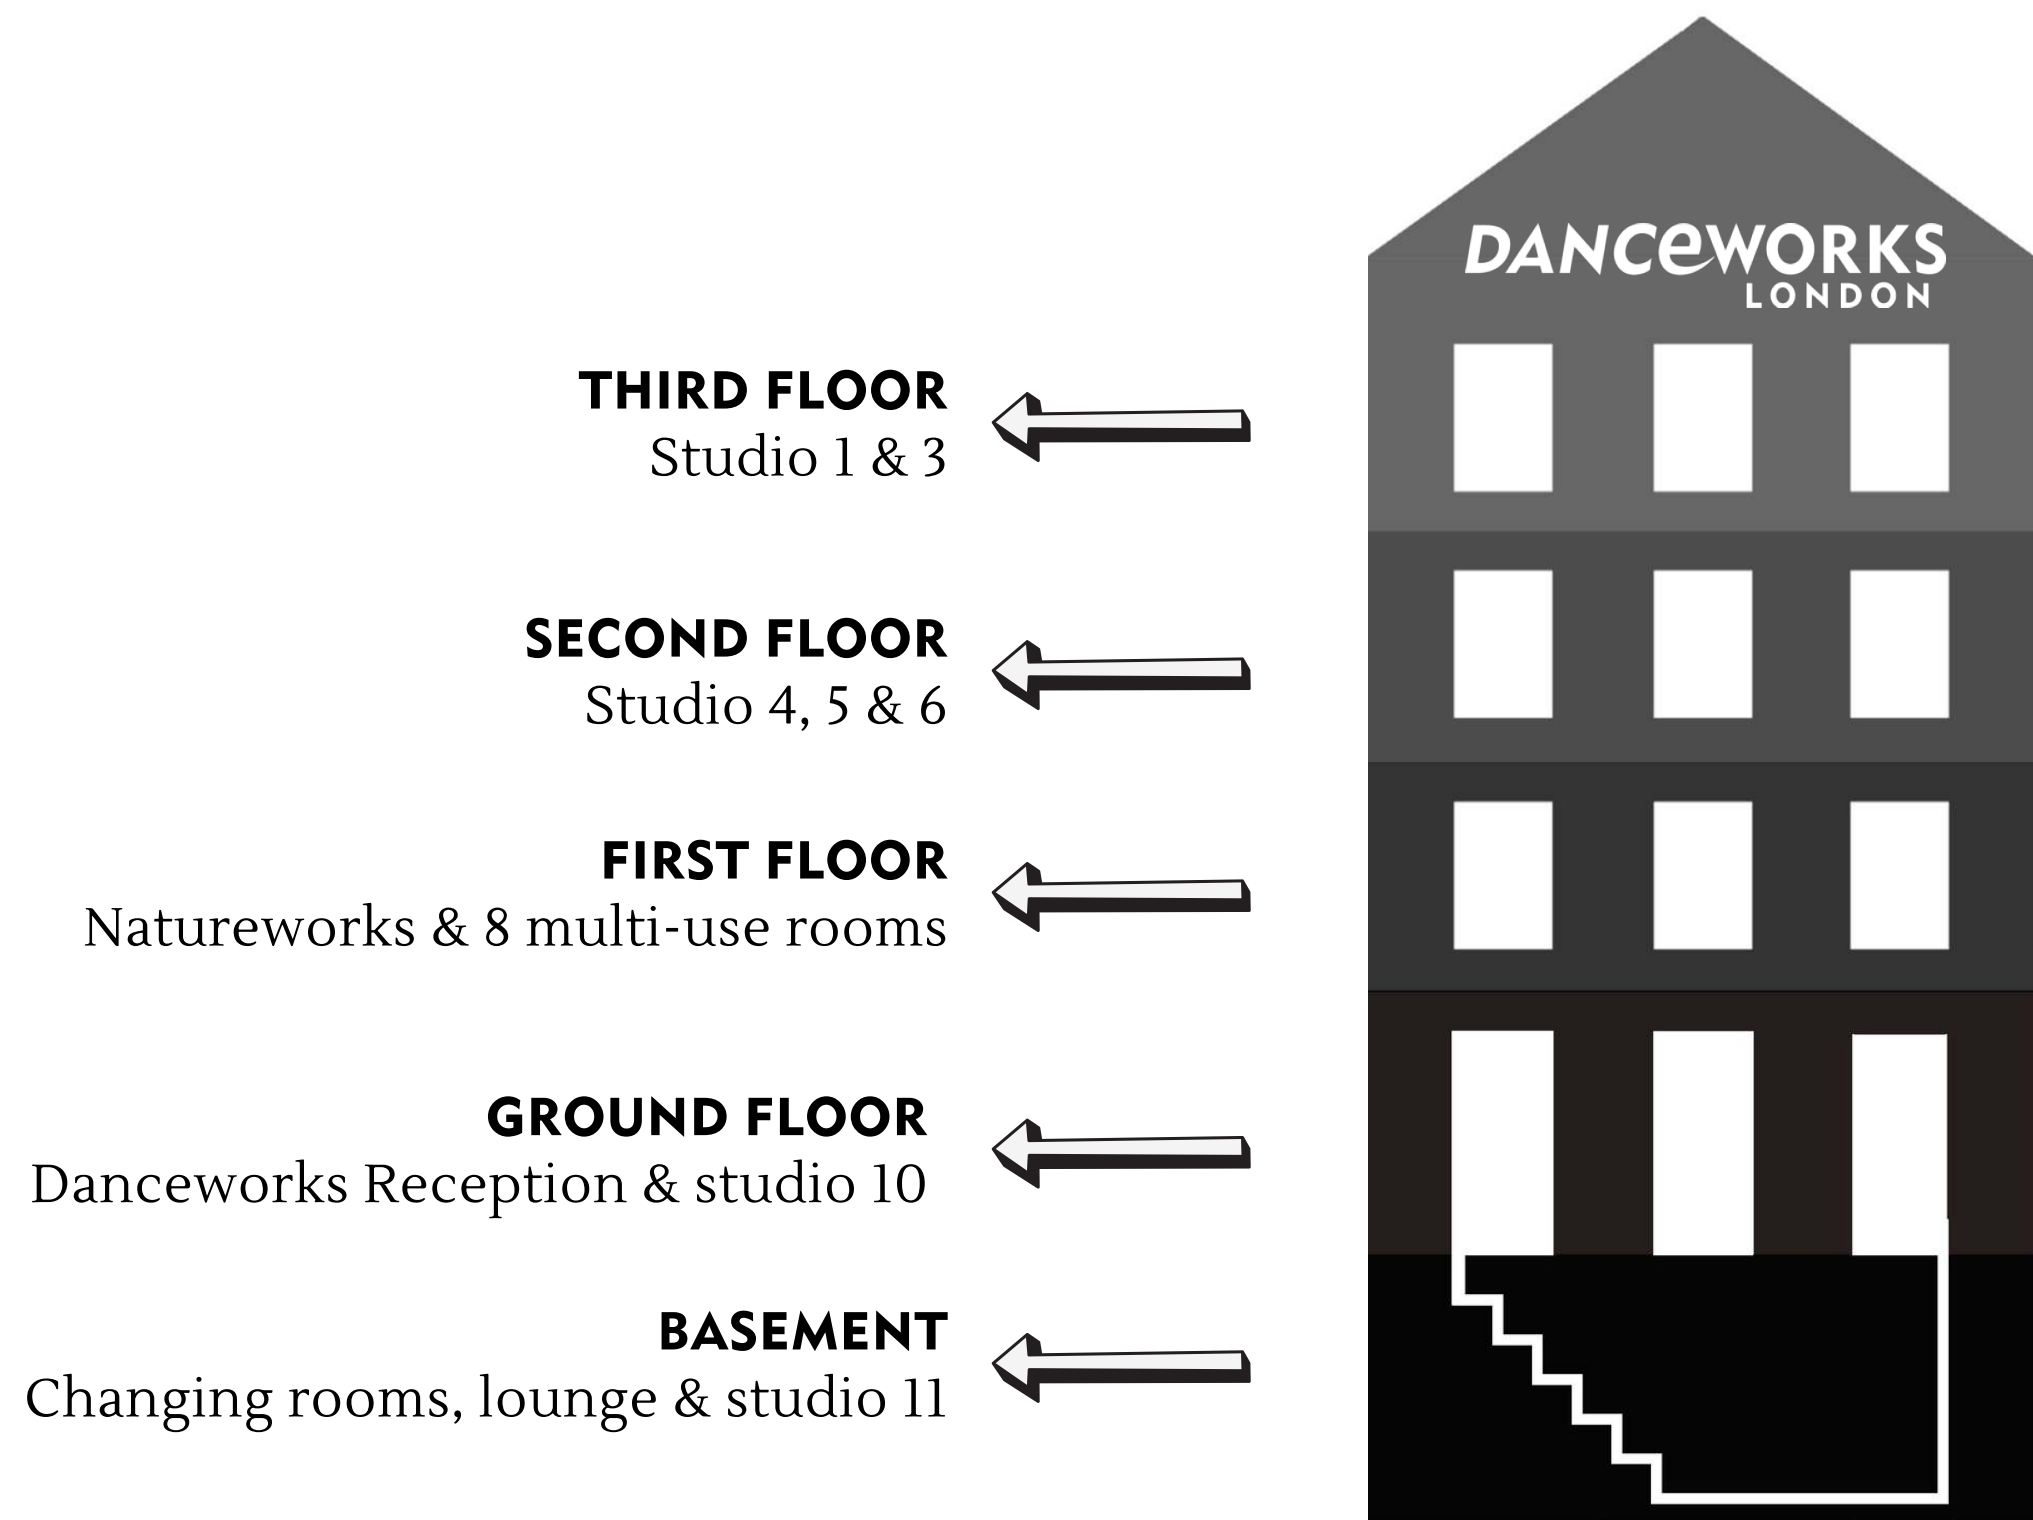 DANCEWORKS
LONDON
THIRD FLOOR
Studio 1 & 3
SECOND FLOOR
Studio 4, 5 & 6
FIRST FLOOR
Natureworks & 8 multi-use rooms
GROUND FLOOR
Danceworks Reception & studio 10
BASEMENT
Changing rooms, lounge & studio 11